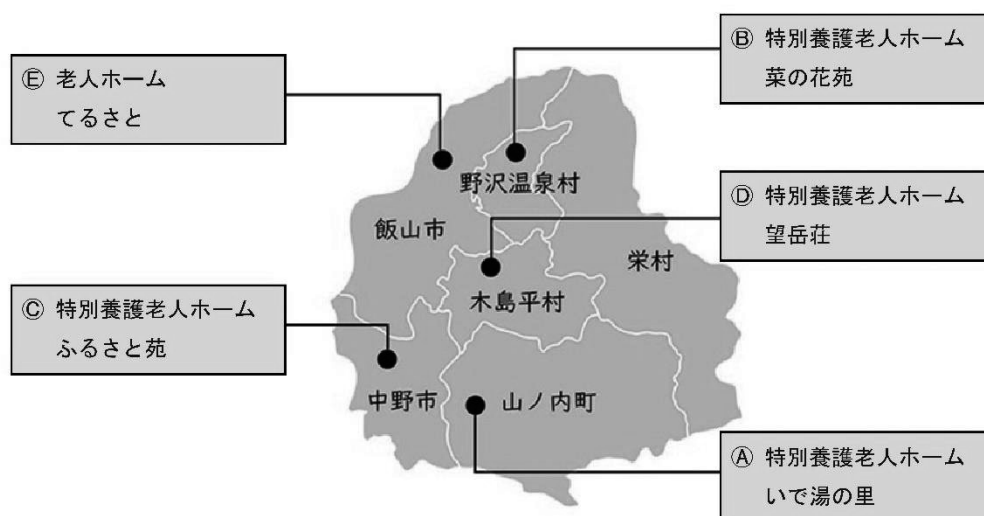 Ⓑ 特別養護老人ホーム
菜の花苑
Ⓔ 老人ホーム
てるさと
野沢温泉村
Ⓓ 特別養護老人ホーム
望岳荘
飯山市
栄村
Ⓒ 特別養護老人ホーム
ふるさと苑
木島平村
中野市
山ノ内町
Ⓐ 特別養護老人ホーム
いで湯の里